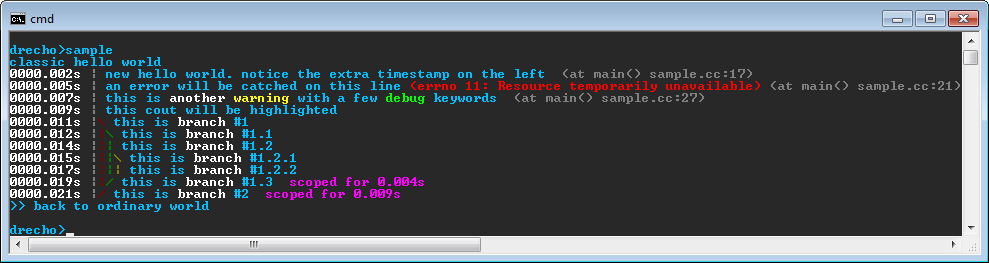 cmd
drecho>sample
classic hello world
0000.002s | new hello world. notice the extra timestamp on the left  (at main() sample.cc:17)
0000.005s | an error will be catched on this line (errno 11: Resource temporarily unavailable) (at main() sample.cc:21)
0000.007s | this is another warning with a few debug keywords  (at main() sample.cc:27)
0000.009s | this cout will be highlighted
0000.011s |\ this is branch #1
0000.012s ||\ this is branch #1.1
0000.014s ||| this is branch #1.2
0000.015s |||\ this is branch #1.2.1
0000.017s |||| this is branch #1.2.2
0000.019s ||/ this is branch #1.3  scoped for 0.004s
0000.021s |/ this is branch #2  scoped for 0.009s
>> back to ordinary world
drecho>_